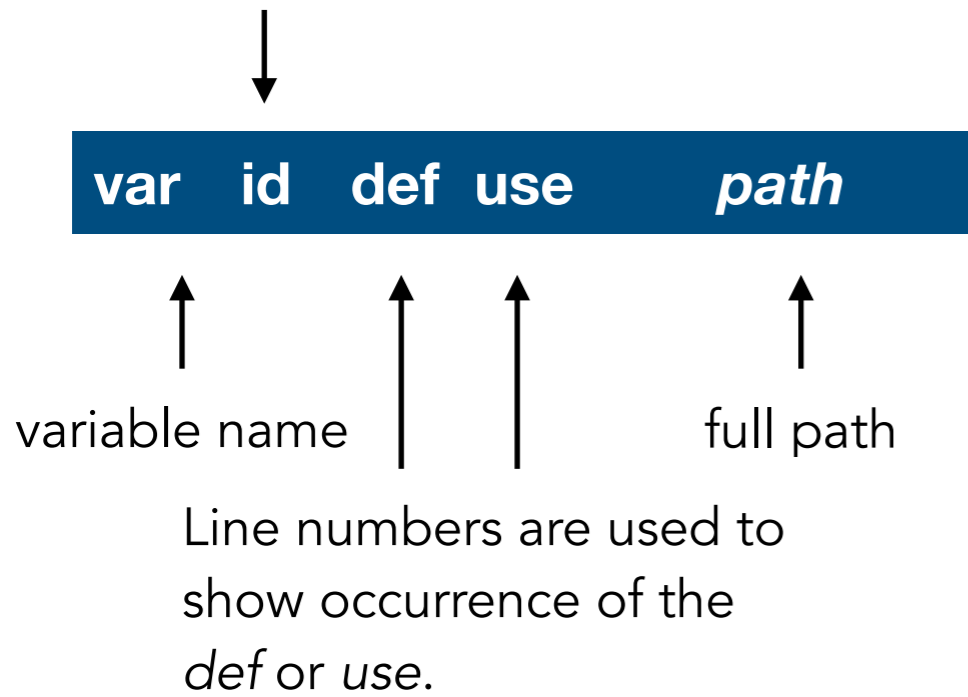 var id def use path
variable name
full path
Line numbers are used to
show occurrence of the
def or use.